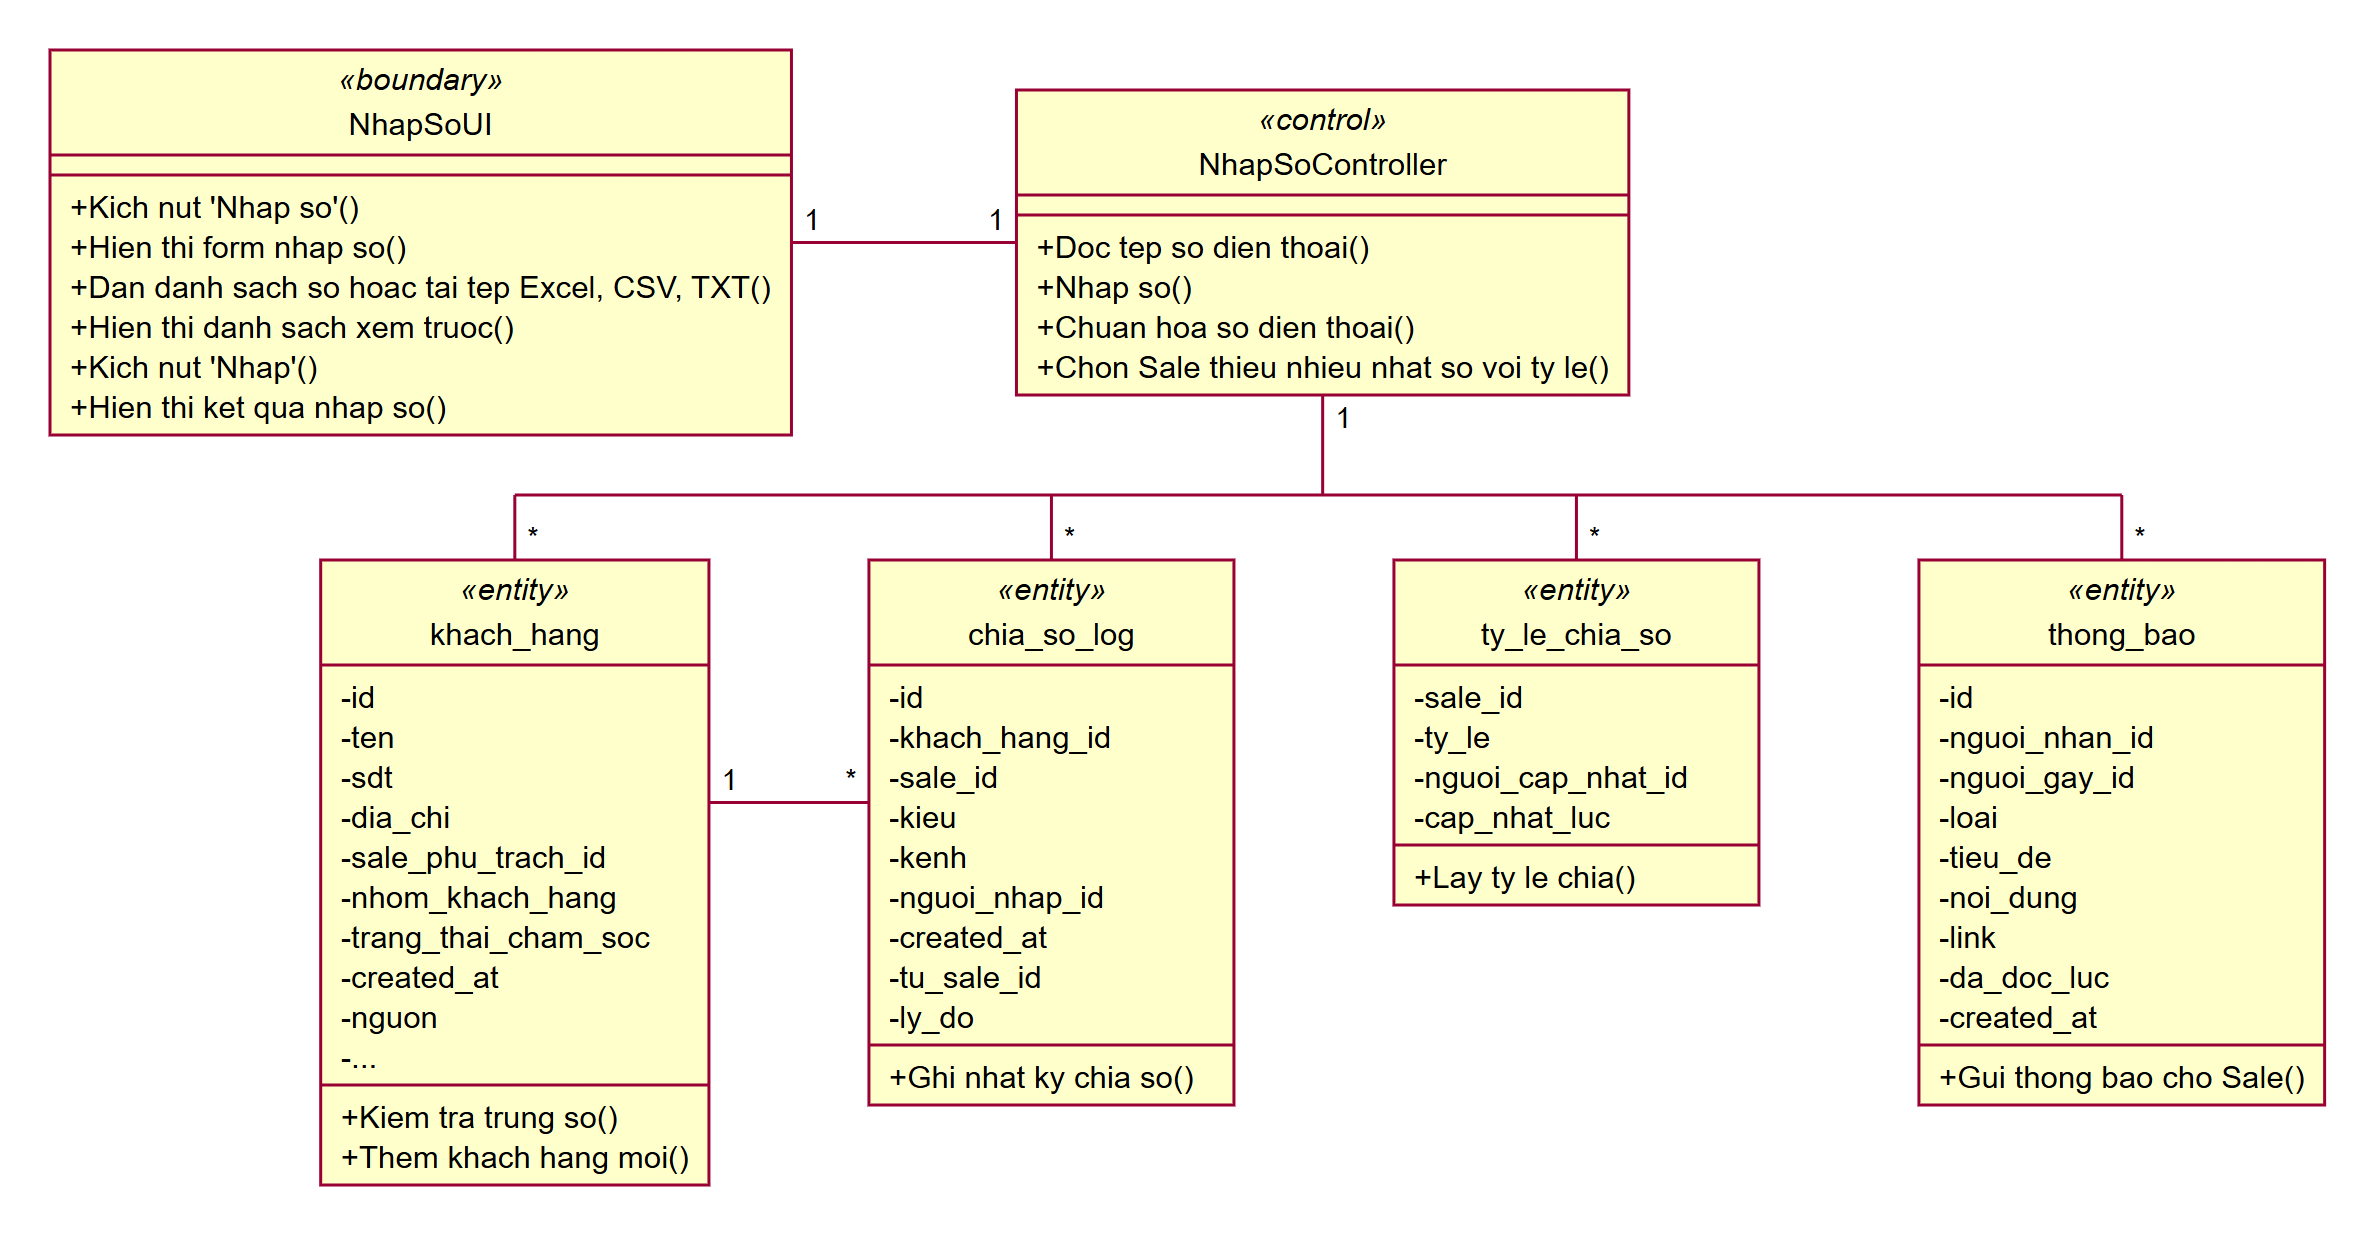 «boundary»
NhapSoUI
+Kich nut 'Nhap so'()
+Hien thi form nhap so()
+Dan danh sach so hoac tai tep Excel, CSV, TXT()
+Hien thi danh sach xem truoc()
+Kich nut 'Nhap'()
+Hien thi ket qua nhap so()
1
1
«control»
NhapSoController
+Doc tep so dien thoai()
+Nhap so()
+Chuan hoa so dien thoai()
+Chon Sale thieu nhieu nhat so voi ty le()
1
*
*
*
*
«entity»
khach_hang
-id
-ten
-sdt
-dia_chi
-sale_phu_trach_id
-nhom_khach_hang
-trang_thai_cham_soc
-created_at
-nguon
-...
+Kiem tra trung so()
+Them khach hang moi()
1
*
«entity»
chia_so_log
-id
-khach_hang_id
-sale_id
-kieu
-kenh
-nguoi_nhap_id
-created_at
-tu_sale_id
-ly_do
+Ghi nhat ky chia so()
«entity»
ty_le_chia_so
-sale_id
-ty_le
-nguoi_cap_nhat_id
-cap_nhat_luc
+Lay ty le chia()
«entity»
thong_bao
-id
-nguoi_nhan_id
-nguoi_gay_id
-loai
-tieu_de
-noi_dung
-link
-da_doc_luc
-created_at
+Gui thong bao cho Sale()